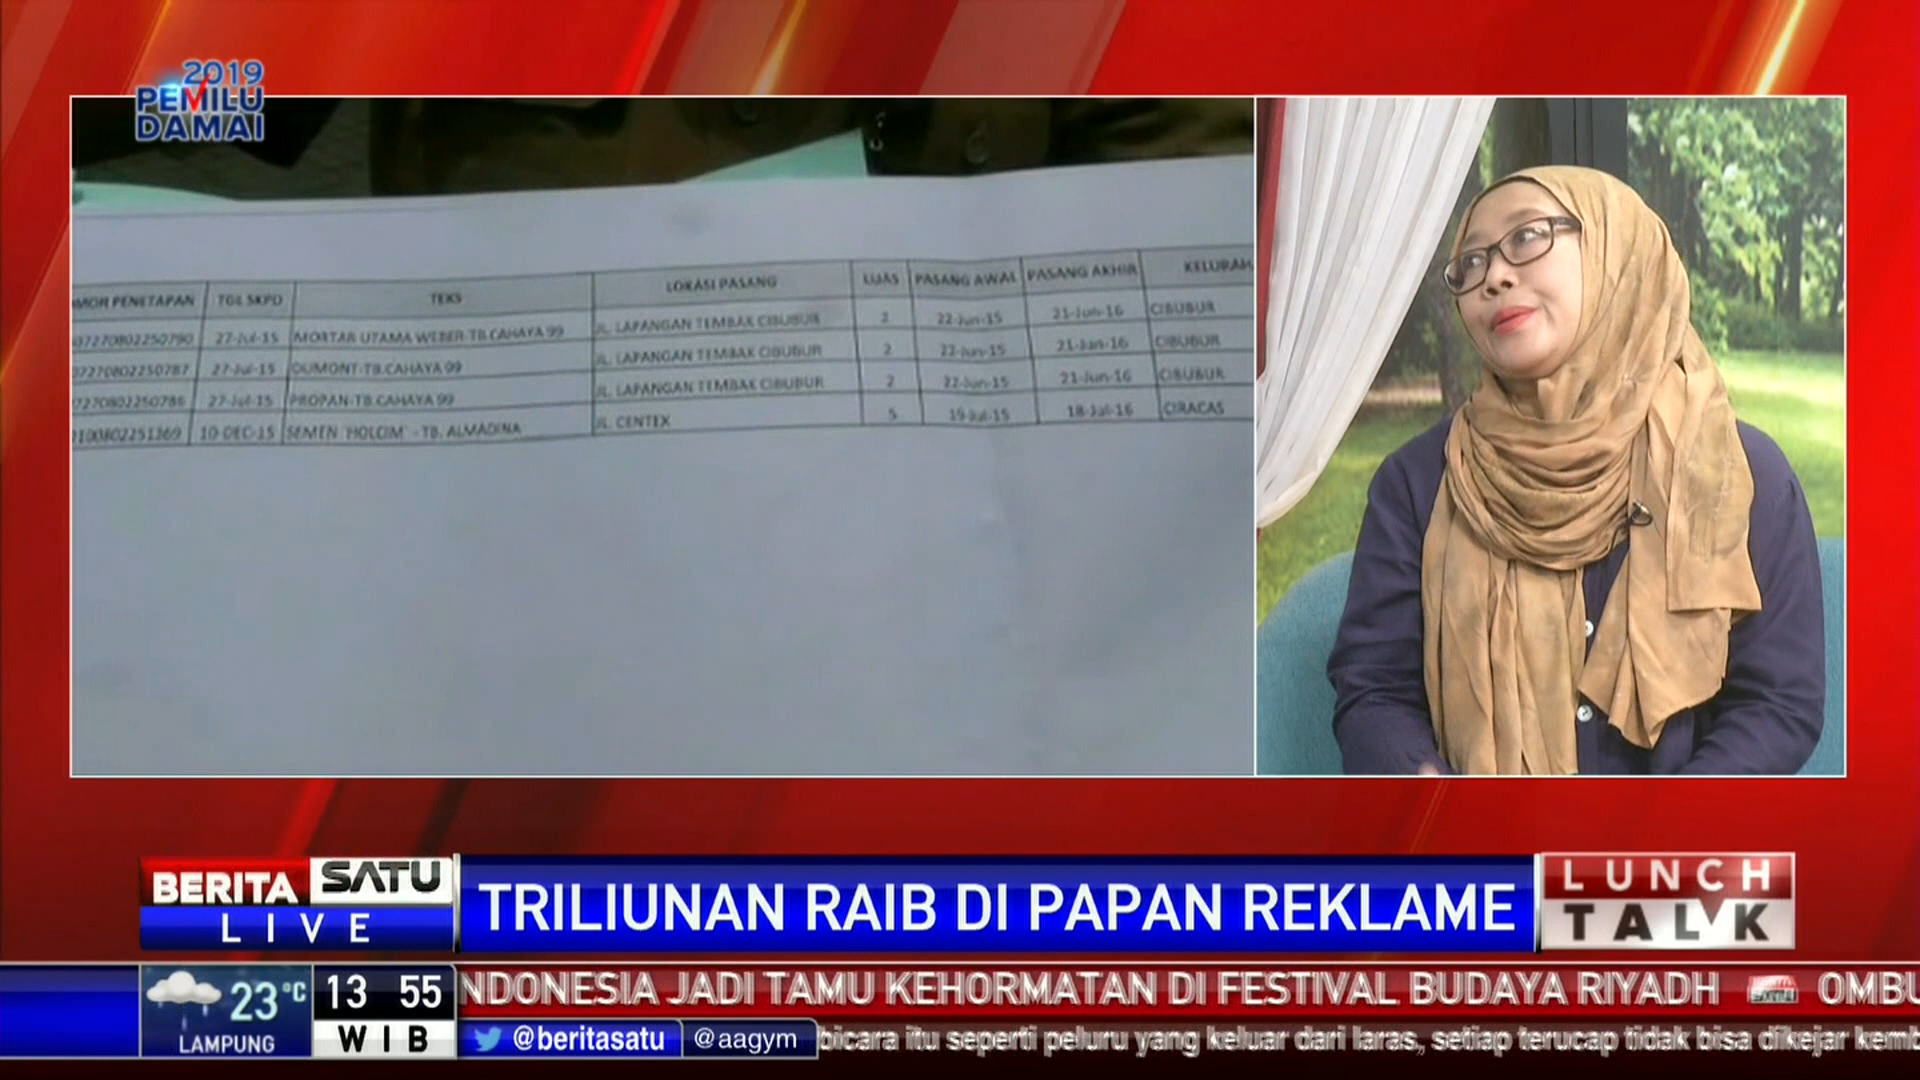 2019
PEMILU
DAMAI
MOR PENETAPAN TGL SKPD TEKS LOKASI PASANG LUAS PASANG AWAL PASANG AKHIR KELURAH
27-Jul-15 MORTAR UTAMA WEBER-TB.CAHAYA 99 JL. LAPANGAN TEMBAK CIBUBUR 2 22-Jun-15 21-Jun-16 CIBUBUR
27-Jul-15 DUMONT-TB.CAHAYA 99 JL. LAPANGAN TEMBAK CIBUBUR 2 22-Jun-15 21-Jun-16 CIBUBUR
27-Jul-15 PROPAN-TB.CAHAYA 99 JL. LAPANGAN TEMBAK CIBUBUR 2 22-Jun-15 21-Jun-16 CIBUBUR
10-DEC-15 SEMEN 'HOLCIM' - TB. ALMADINA JL. CENTEX 5 19-Jul-15 18-Jul-16 CIRACAS
BERITA SATU
LIVE
TRILIUNAN RAIB DI PAPAN REKLAME
LUNCH
TALK
23°C
LAMPUNG
13 55
WIB
NDONESIA JADI TAMU KEHORMATAN DI FESTIVAL BUDAYA RIYADH OMBU
@beritasatu @aagym bicara itu seperti peluru yang keluar dari laras, setiap terucap tidak bisa dikejar kemb